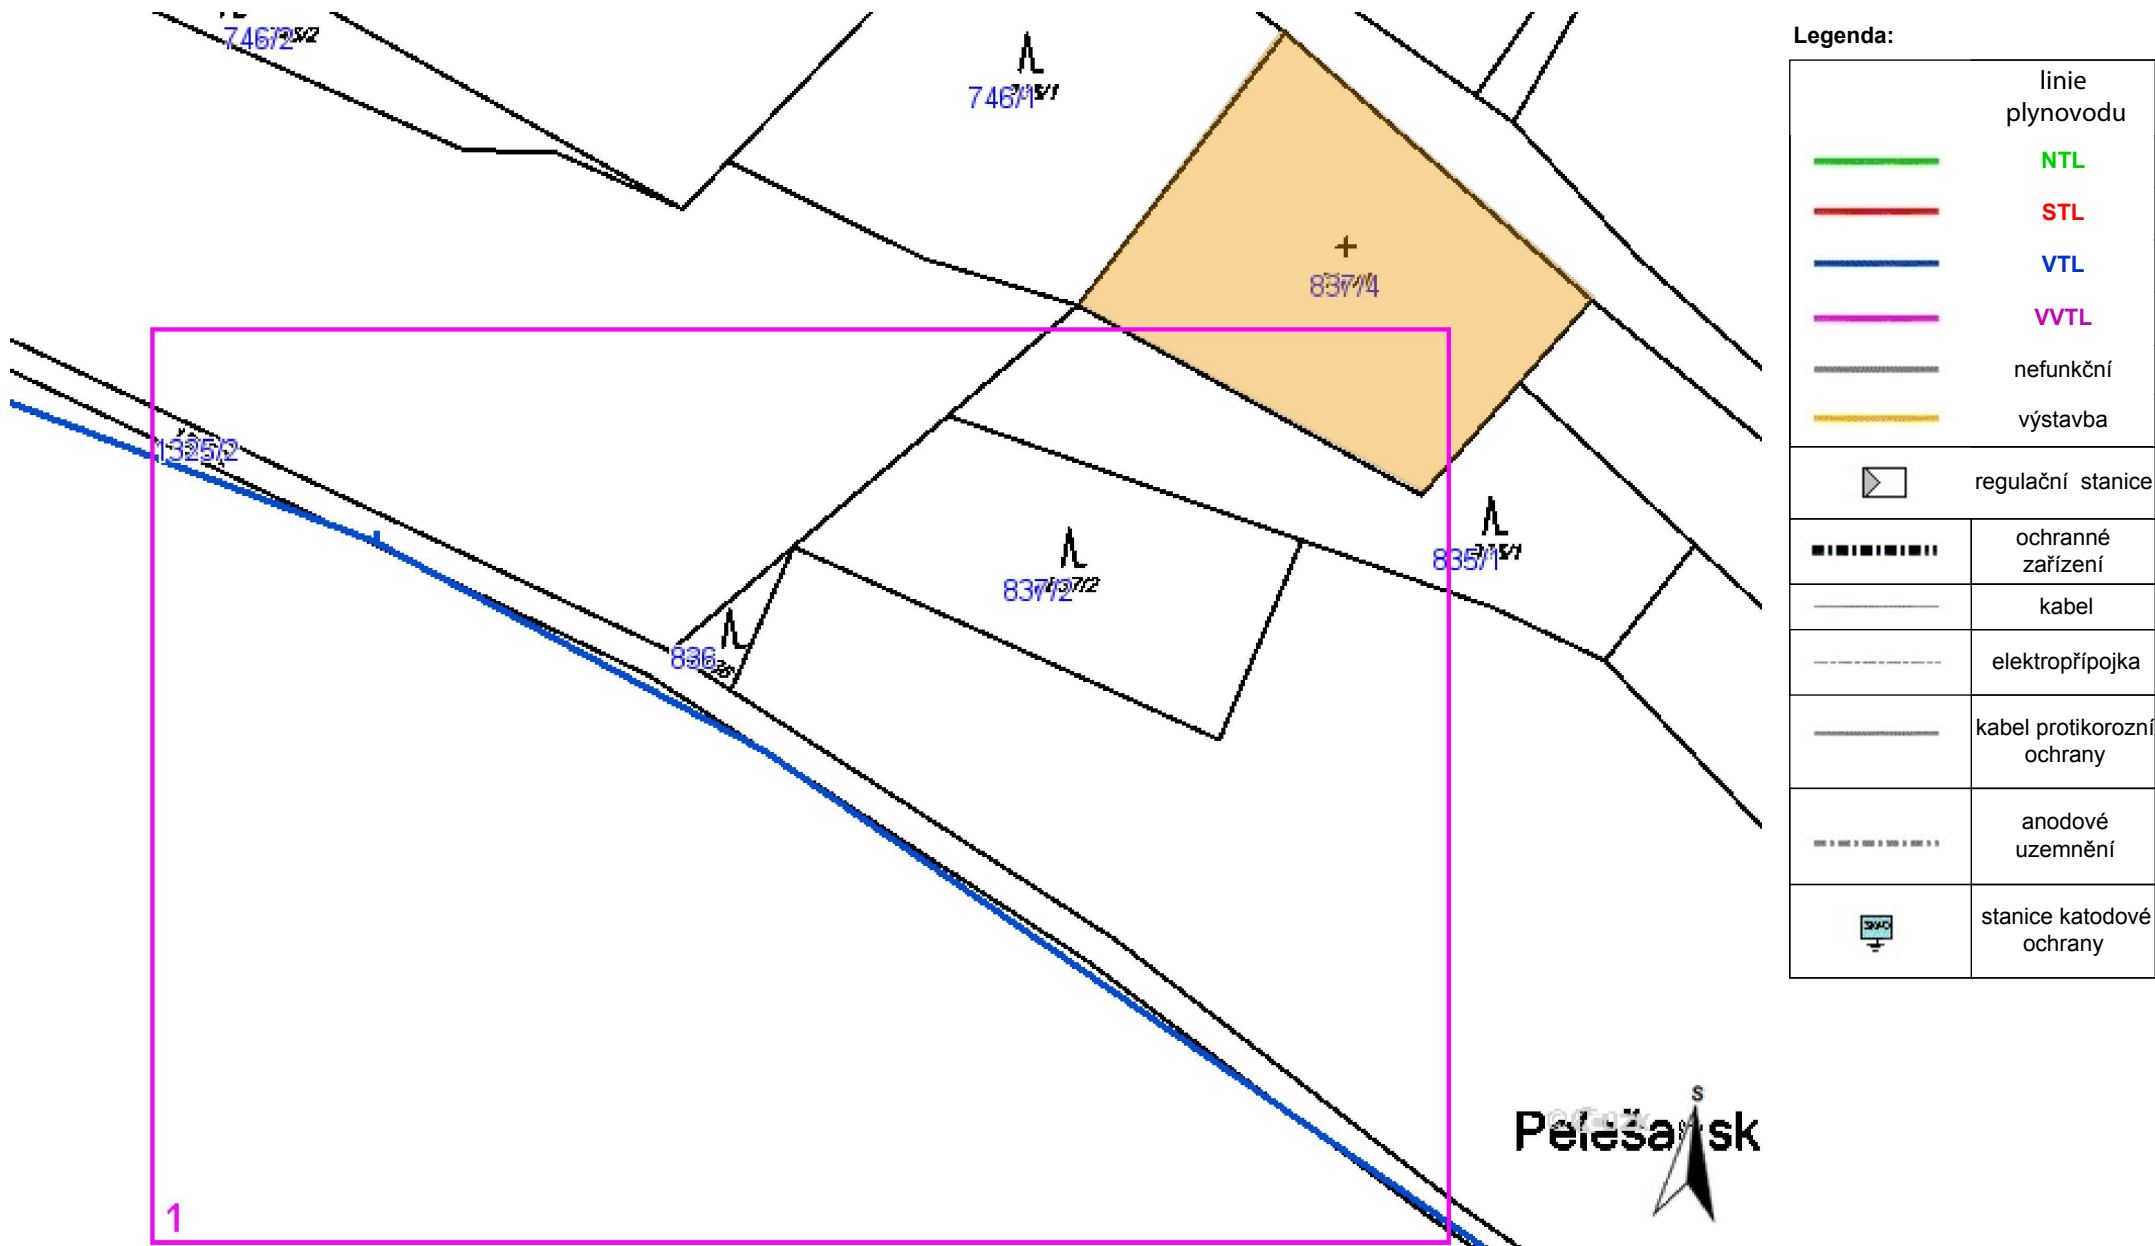 746/2
746/1
837/4
1325/2
837/2
835/1
836
1
S
Legenda:
linie
plynovodu
NTL
STL
VTL
VVTL
nefunkční
výstavba
regulační stanice
ochranné
zařízení
kabel
elektropřípojka
kabel protikorozní
ochrany
anodové
uzemnění
stanice katodové
ochrany